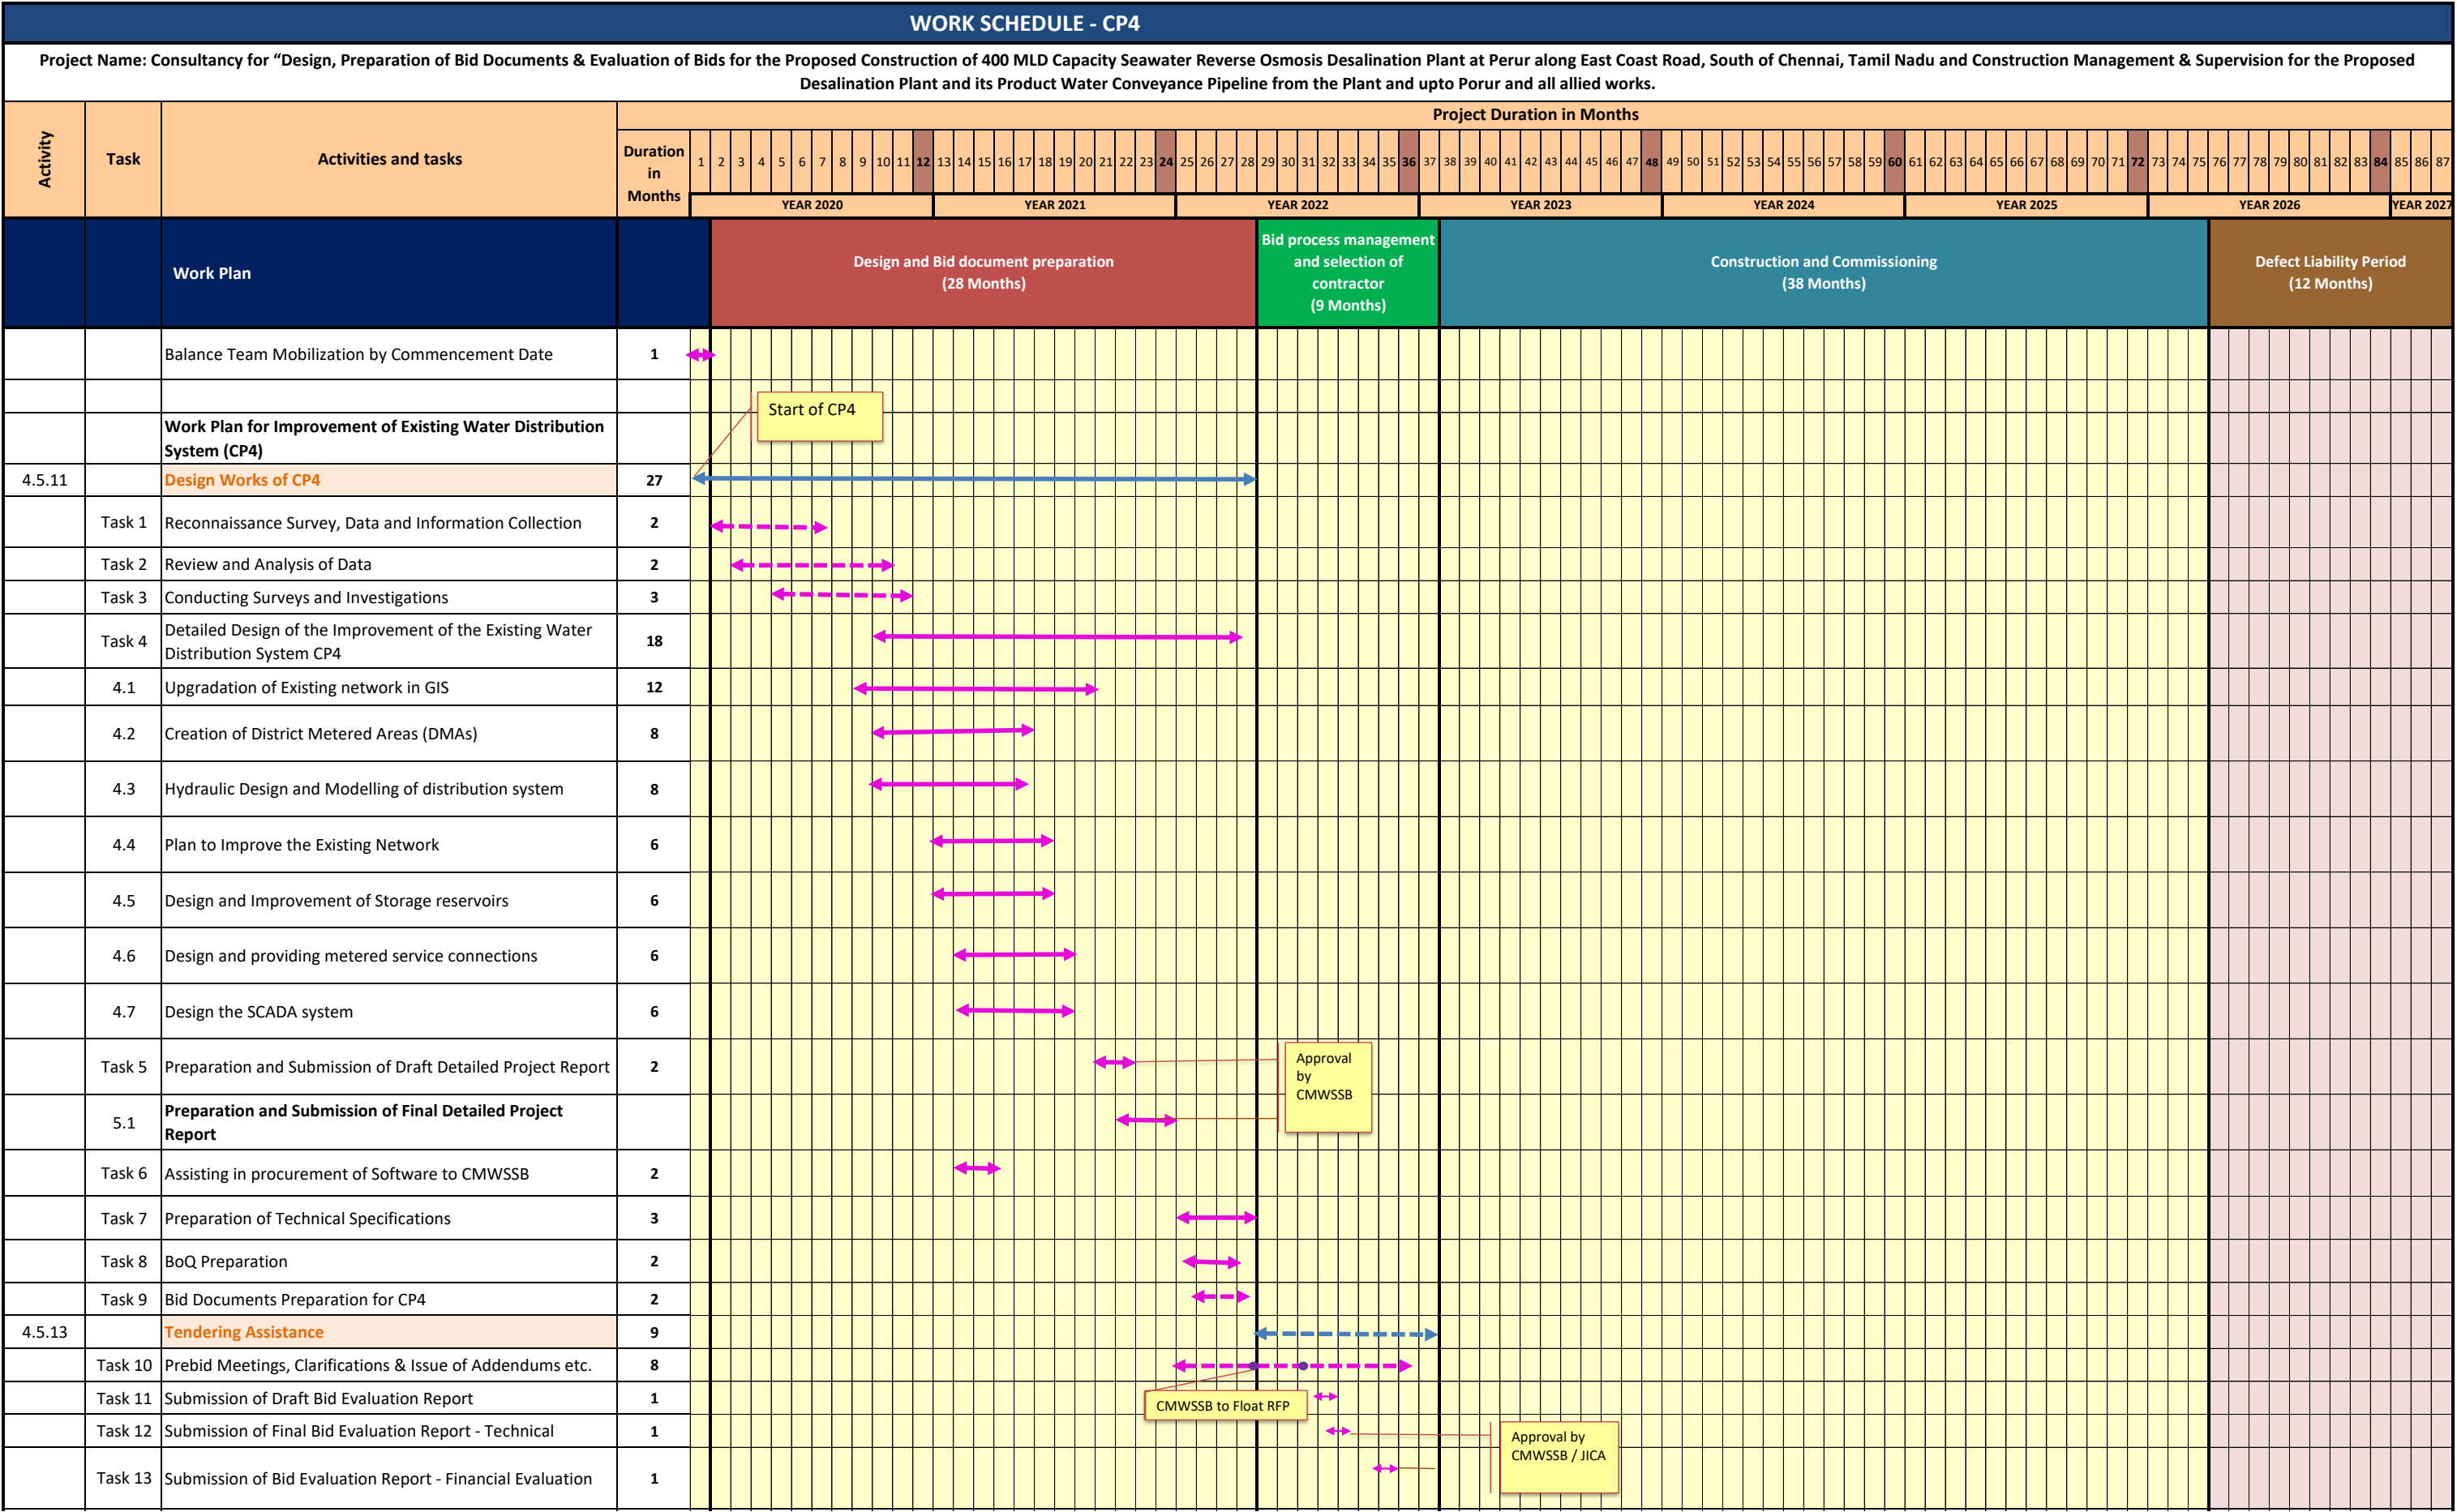 WORK SCHEDULE - CP4
Project Name: Consultancy for “Design, Preparation of Bid Documents & Evaluation of Bids for the Proposed Construction of 400 MLD Capacity Seawater Reverse Osmosis Desalination Plant at Perur along East Coast Road, South of Chennai, Tamil Nadu and Construction Management & Supervision for the Proposed
Desalination Plant and its Product Water Conveyance Pipeline from the Plant and upto Porur and all allied works.
Activity
Task
Activities and tasks
Duration
in
Months
Project Duration in Months
1 2 3 4 5 6 7 8 9 10 11 12 13 14 15 16 17 18 19 20 21 22 23 24 25 26 27 28 29 30 31 32 33 34 35 36 37 38 39 40 41 42 43 44 45 46 47 48 49 50 51 52 53 54 55 56 57 58 59 60 61 62 63 64 65 66 67 68 69 70 71 72 73 74 75 76 77 78 79 80 81 82 83 84 85 86 87
YEAR 2020 YEAR 2021 YEAR 2022 YEAR 2023 YEAR 2024 YEAR 2025 YEAR 2026 YEAR 2027
Work Plan
Design and Bid document preparation
(28 Months)
Bid process management
and selection of
contractor
(9 Months)
Construction and Commissioning
(38 Months)
Defect Liability Period
(12 Months)
Balance Team Mobilization by Commencement Date 1
Start of CP4
Work Plan for Improvement of Existing Water Distribution
System (CP4)
4.5.11 Design Works of CP4 27
Task 1 Reconnaissance Survey, Data and Information Collection 2
Task 2 Review and Analysis of Data 2
Task 3 Conducting Surveys and Investigations 3
Task 4 Detailed Design of the Improvement of the Existing Water
Distribution System CP4 18
4.1 Upgradation of Existing network in GIS 12
4.2 Creation of District Metered Areas (DMAs) 8
4.3 Hydraulic Design and Modelling of distribution system 8
4.4 Plan to Improve the Existing Network 6
4.5 Design and Improvement of Storage reservoirs 6
4.6 Design and providing metered service connections 6
4.7 Design the SCADA system 6
Task 5 Preparation and Submission of Draft Detailed Project Report 2
Approval
by
CMWSSB
5.1 Preparation and Submission of Final Detailed Project
Report
Task 6 Assisting in procurement of Software to CMWSSB 2
Task 7 Preparation of Technical Specifications 3
Task 8 BoQ Preparation 2
Task 9 Bid Documents Preparation for CP4 2
4.5.13 Tendering Assistance 9
Task 10 Prebid Meetings, Clarifications & Issue of Addendums etc. 8
Task 11 Submission of Draft Bid Evaluation Report 1
CMWSSB to Float RFP
Task 12 Submission of Final Bid Evaluation Report - Technical 1
Approval by
CMWSSB / JICA
Task 13 Submission of Bid Evaluation Report - Financial Evaluation 1